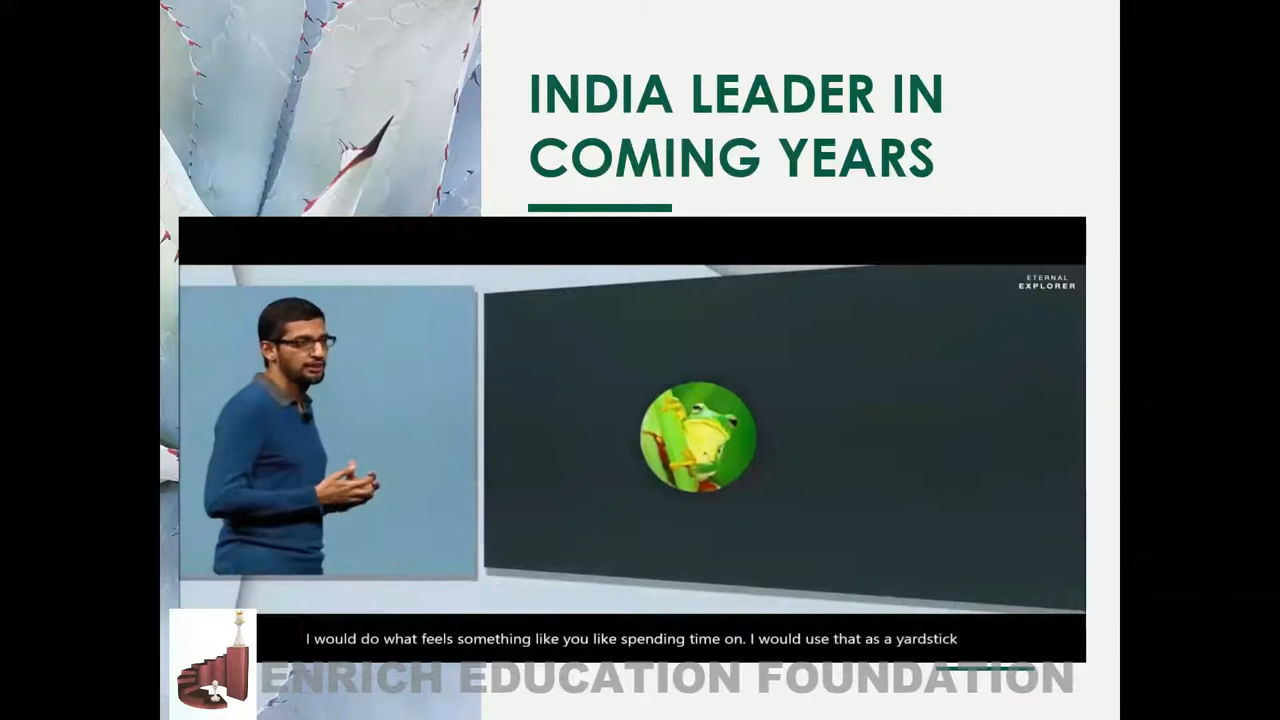 INDIA LEADER IN
COMING YEARS
ETERNAL
EXPLORER
I would do what feels something like you like spending time on. I would use that as a yardstick
ENRICH EDUCATION FOUNDATION